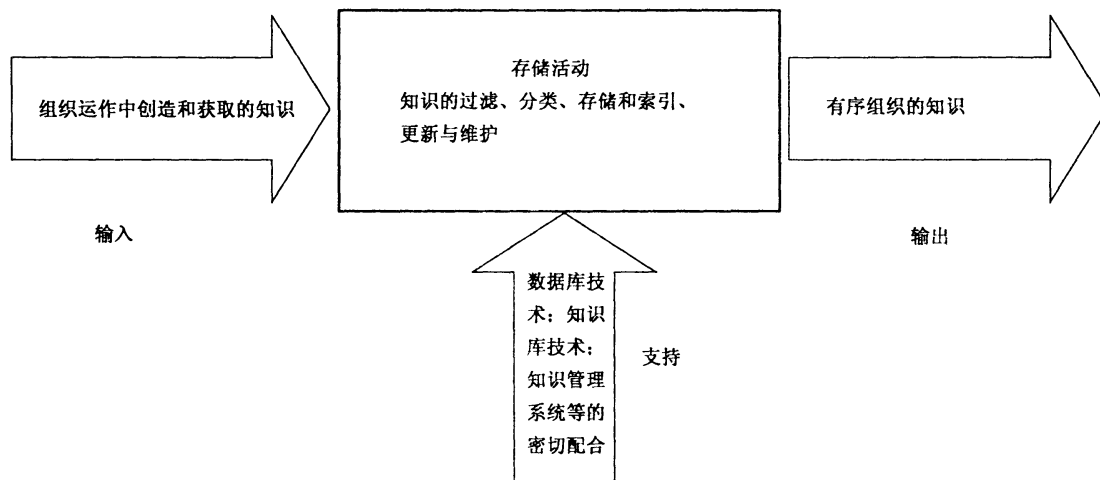 组织运作中创造和获取的知识
存储活动
知识的过滤、分类、存储和索引、
更新与维护
有序组织的知识
输入
输出
数据库技
术；知识
库技术；
知识管理
系统等的
密切配合
支持